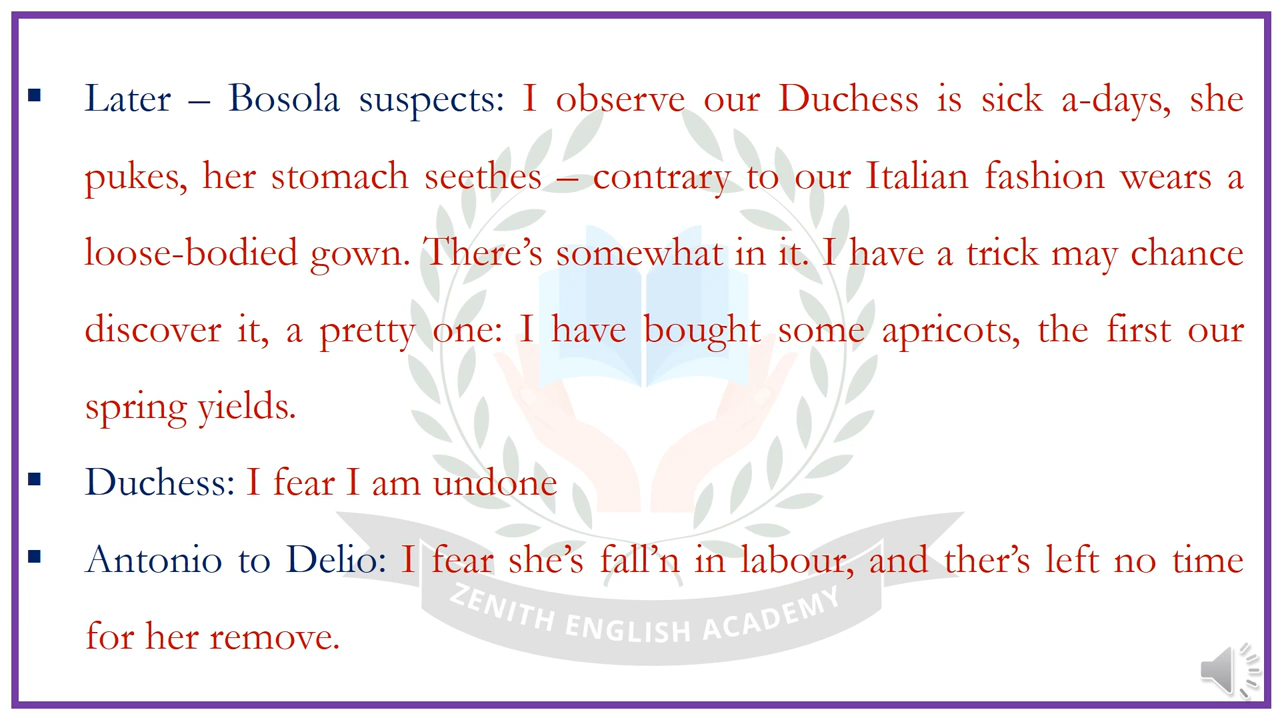 ▪ Later – Bosola suspects: I observe our Duchess is sick a-days, she
pukes, her stomach seethes – contrary to our Italian fashion wears a
loose-bodied gown. There’s somewhat in it. I have a trick may chance
discover it, a pretty one: I have bought some apricots, the first our
spring yields.
▪ Duchess: I fear I am undone
▪ Antonio to Delio: I fear she’s fall’n in labour, and ther’s left no time
for her remove.
ZENITH ENGLISH ACADEMY